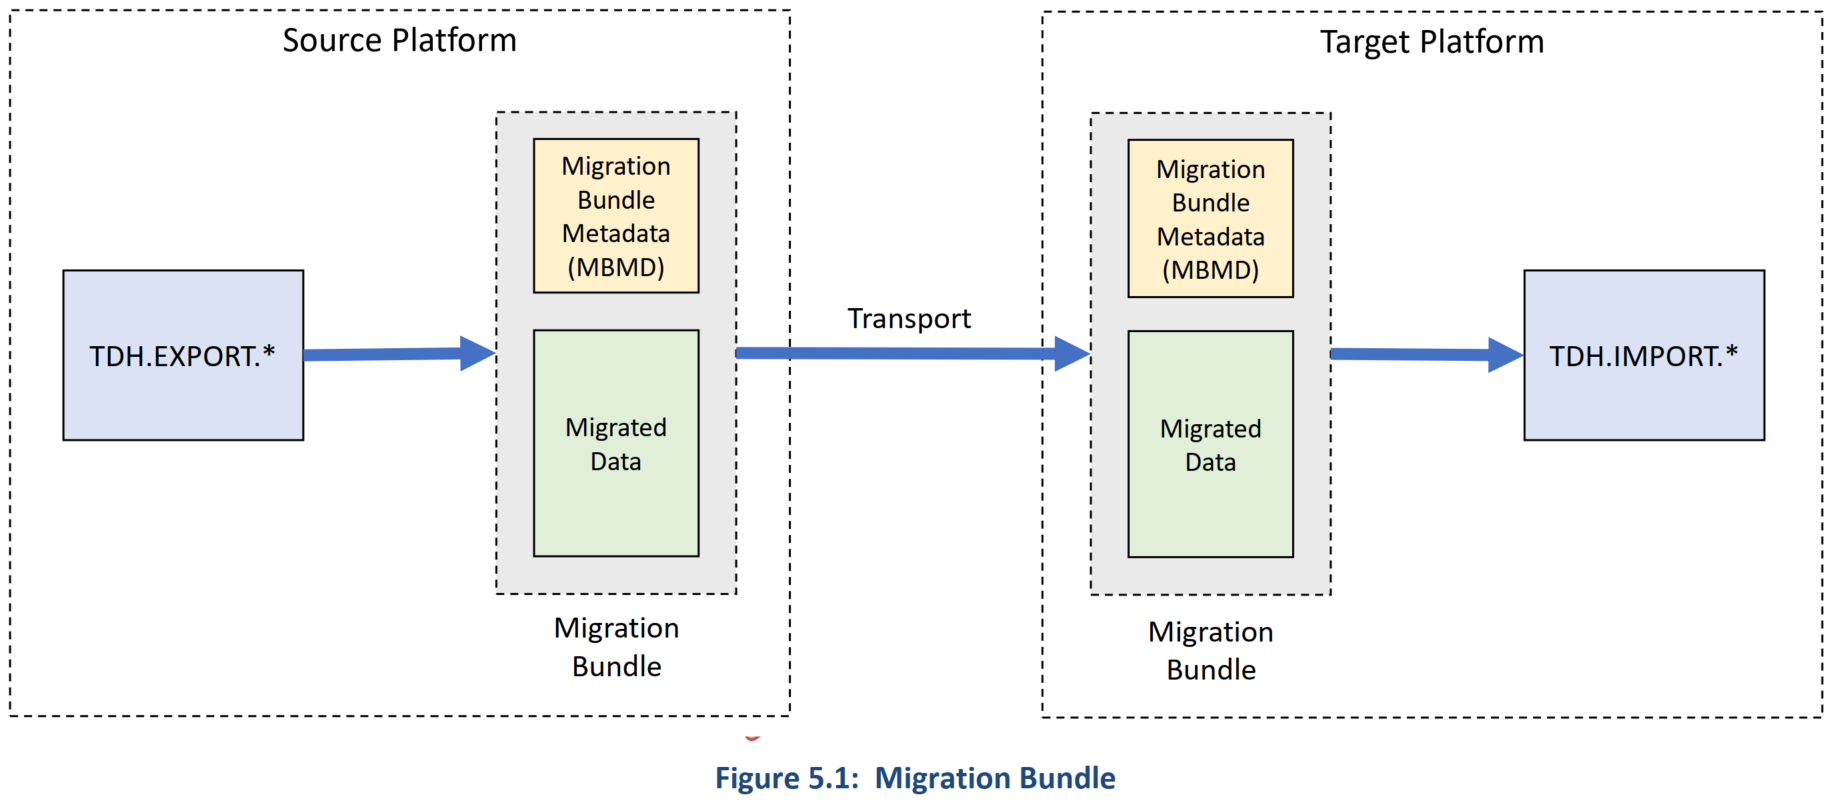 Source Platform
Target Platform
Migration
Bundle
Metadata
(MBMD)
Migration
Bundle
Metadata
(MBMD)
TDH.EXPORT.*
Transport
TDH.IMPORT.*
Migrated
Data
Migrated
Data
Migration
Bundle
Migration
Bundle
Figure 5.1: Migration Bundle